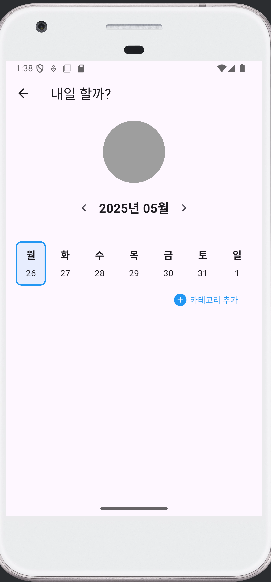 1:38
내일 할까?
2025년 05월
월 화 수 목 금 토 일
26 27 28 29 30 31 1
카테고리 추가